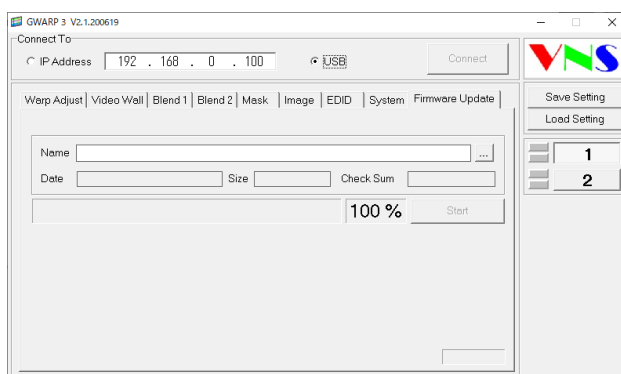 GWARP 3 V2.1.200619
Connect To
IP Address 192 . 168 . 0 . 100 USB Connect
VNS
Warp Adjust Video Wall Blend 1 Blend 2 Mask Image EDID System Firmware Update
Save Setting
Load Setting
Name ...
Date Size Check Sum
100 % Start
1
2